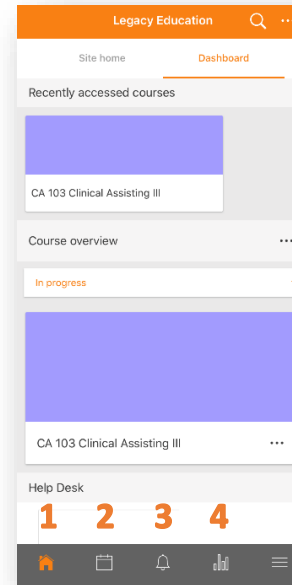 Legacy Education
Site home Dashboard
Recently accessed courses
CA 103 Clinical Assisting III
Course overview
In progress
CA 103 Clinical Assisting III
Help Desk
1 2 3 4